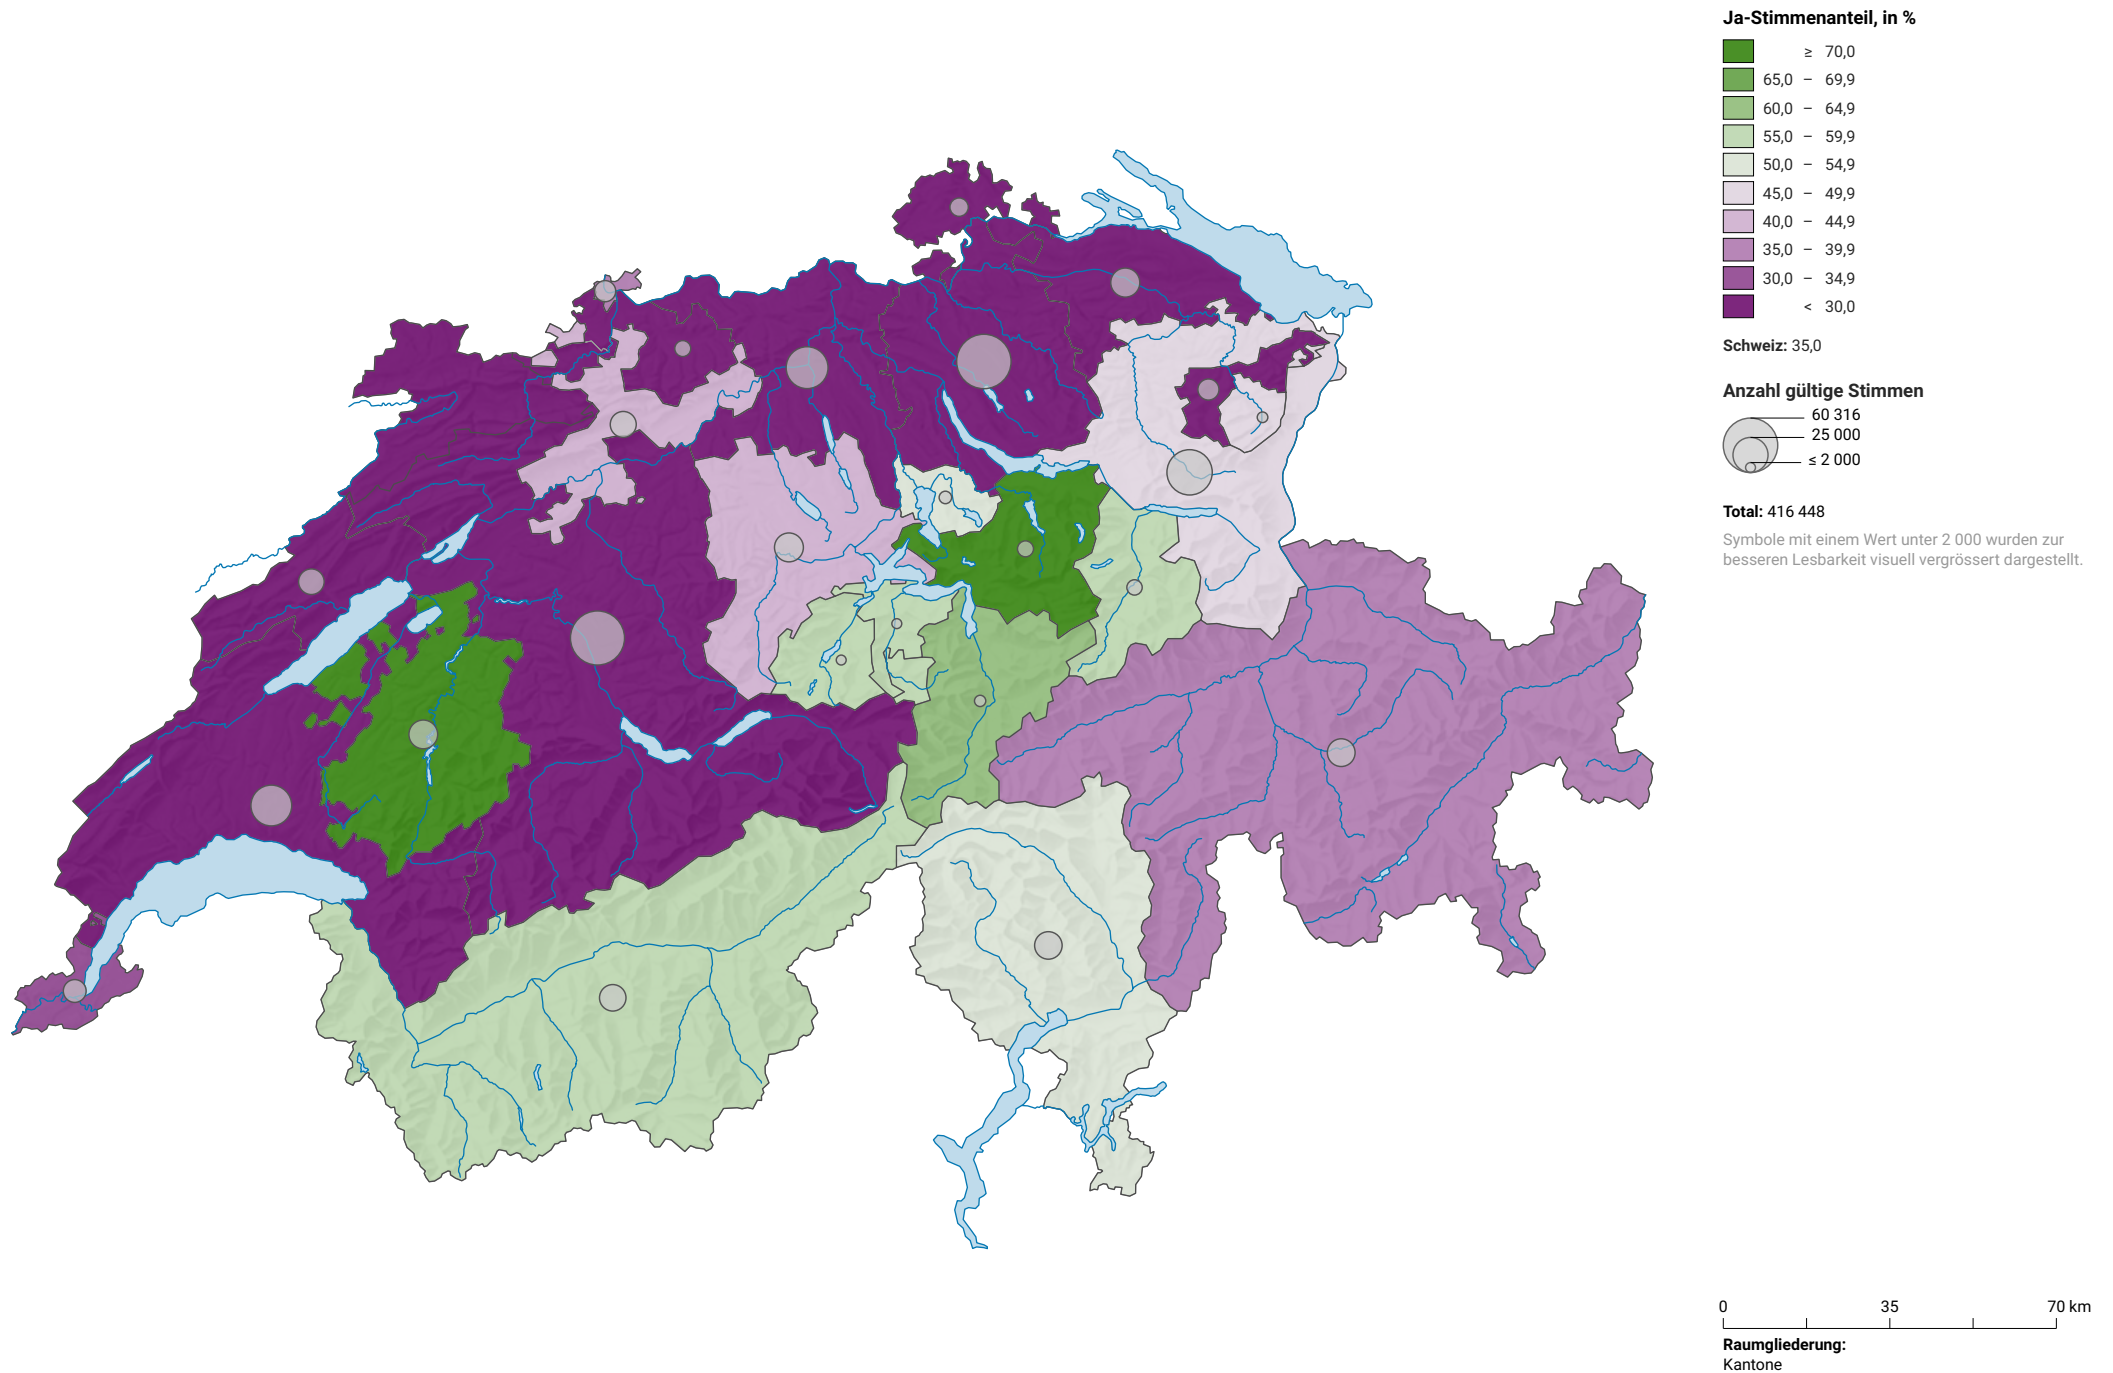 Ja-Stimmenanteil, in %
≥ 70,0
65,0 – 69,9
60,0 – 64,9
55,0 – 59,9
50,0 – 54,9
45,0 – 49,9
40,0 – 44,9
35,0 – 39,9
30,0 – 34,9
< 30,0
Schweiz: 35,0
Anzahl gültige Stimmen
60 316
25 000
≤ 2 000
Total: 416 448
Symbole mit einem Wert unter 2 000 wurden zur
besseren Lesbarkeit visuell vergrössert dargestellt.
0 35 70 km
Raumgliederung:
Kantone